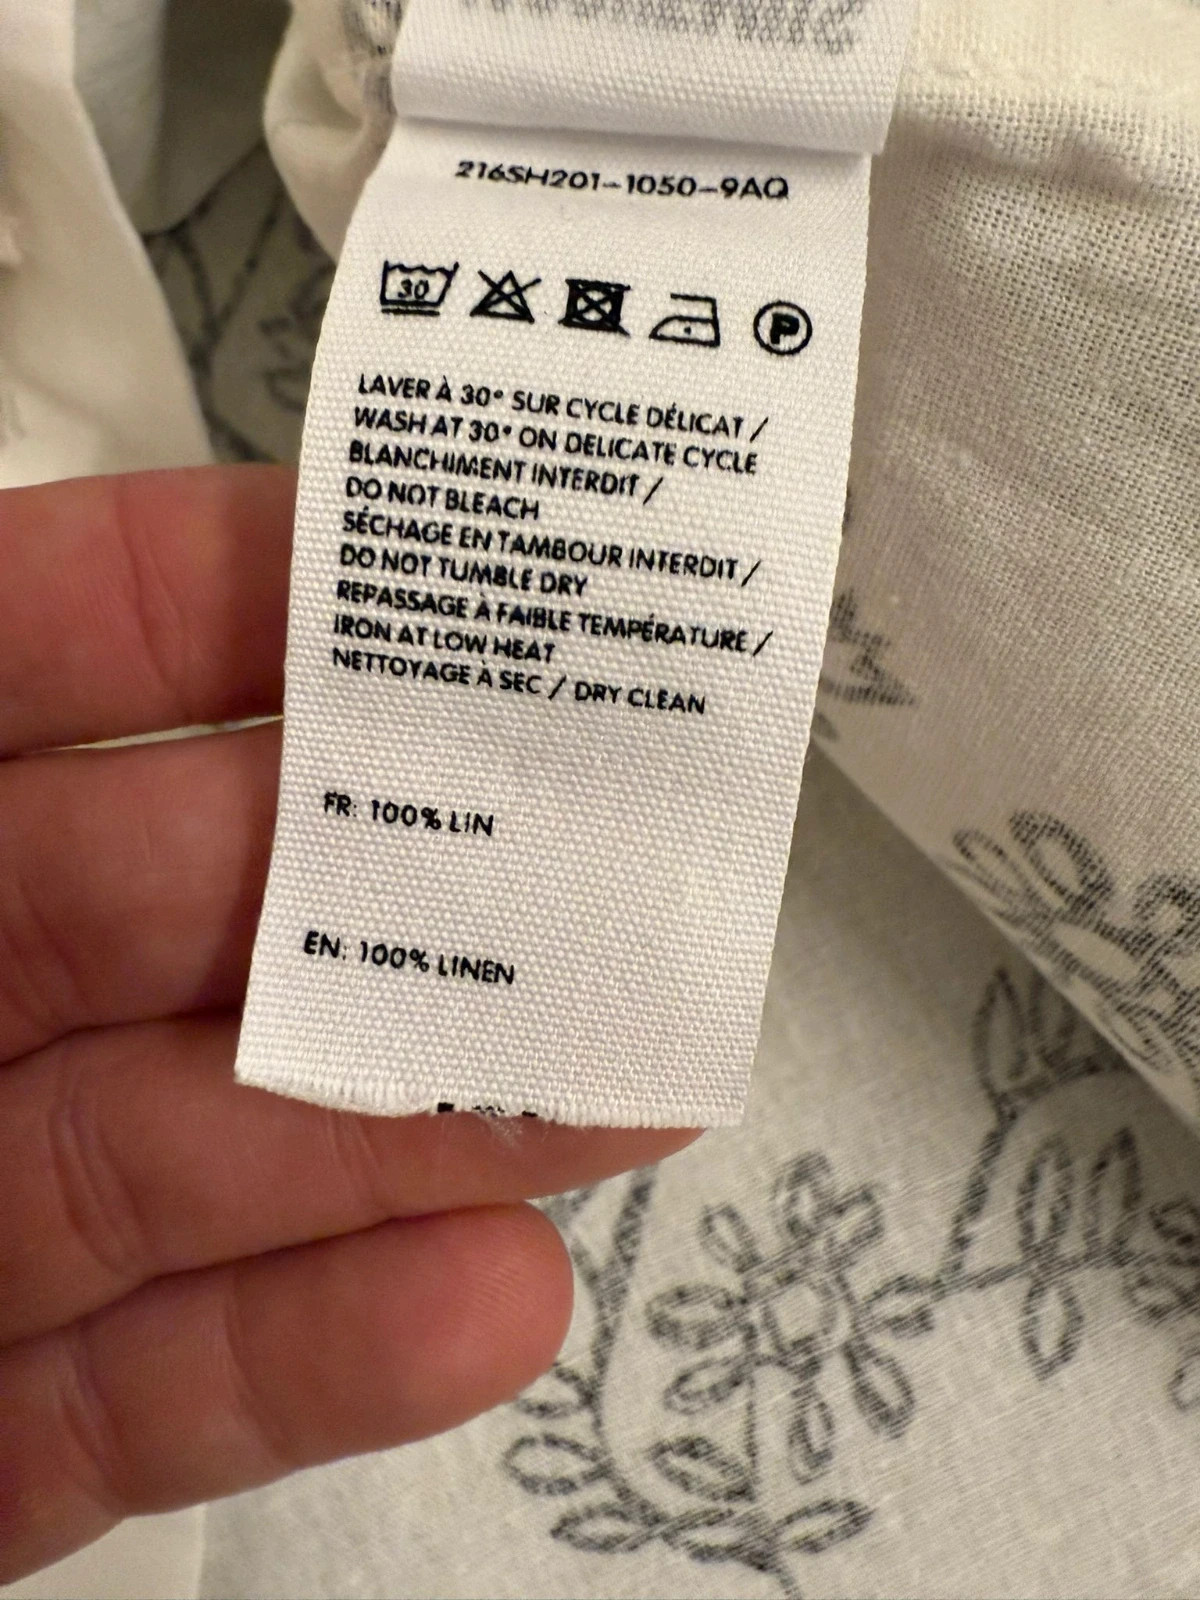 216SH201-1050-9AQ
30
P
LAVER À 30° SUR CYCLE DÉLICAT /
WASH AT 30° ON DELICATE CYCLE
BLANCHIMENT INTERDIT /
DO NOT BLEACH
SÉCHAGE EN TAMBOUR INTERDIT /
DO NOT TUMBLE DRY
REPASSAGE À FAIBLE TEMPÉRATURE /
IRON AT LOW HEAT
NETTOYAGE À SEC / DRY CLEAN
FR: 100% LIN
EN: 100% LINEN